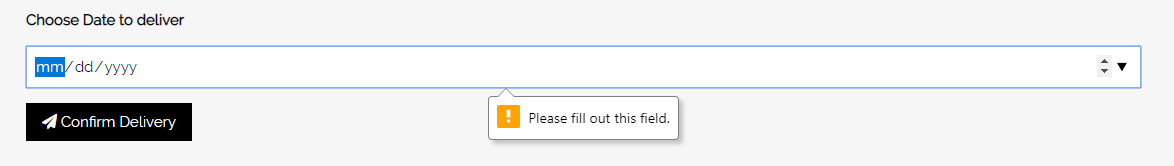 Choose Date to deliver
mm/dd/yyyy
Please fill out this field.
Confirm Delivery